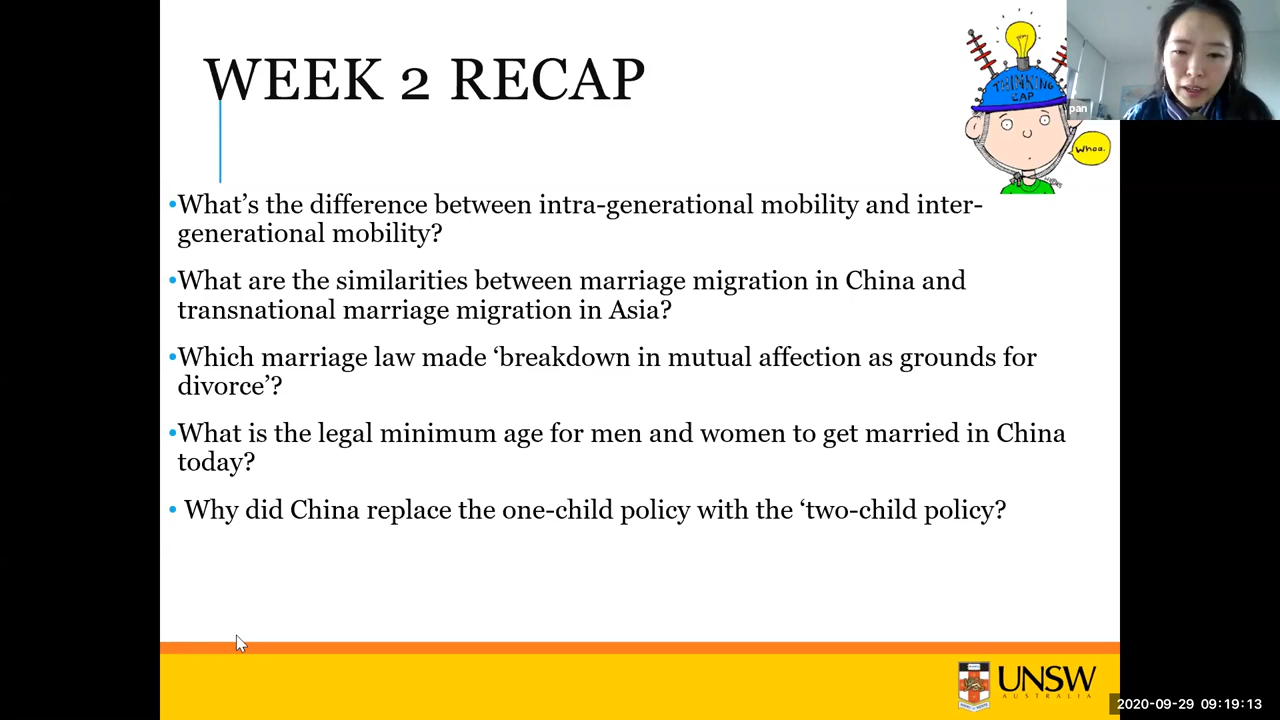 WEEK 2 RECAP
THINKING
CAP
Whoa.
pan
•What’s the difference between intra-generational mobility and inter-
generational mobility?
•What are the similarities between marriage migration in China and
transnational marriage migration in Asia?
•Which marriage law made ‘breakdown in mutual affection as grounds for
divorce’?
•What is the legal minimum age for men and women to get married in China
today?
• Why did China replace the one-child policy with the ‘two-child policy?
UNSW
AUSTRALIA
2020-09-29 09:19:13